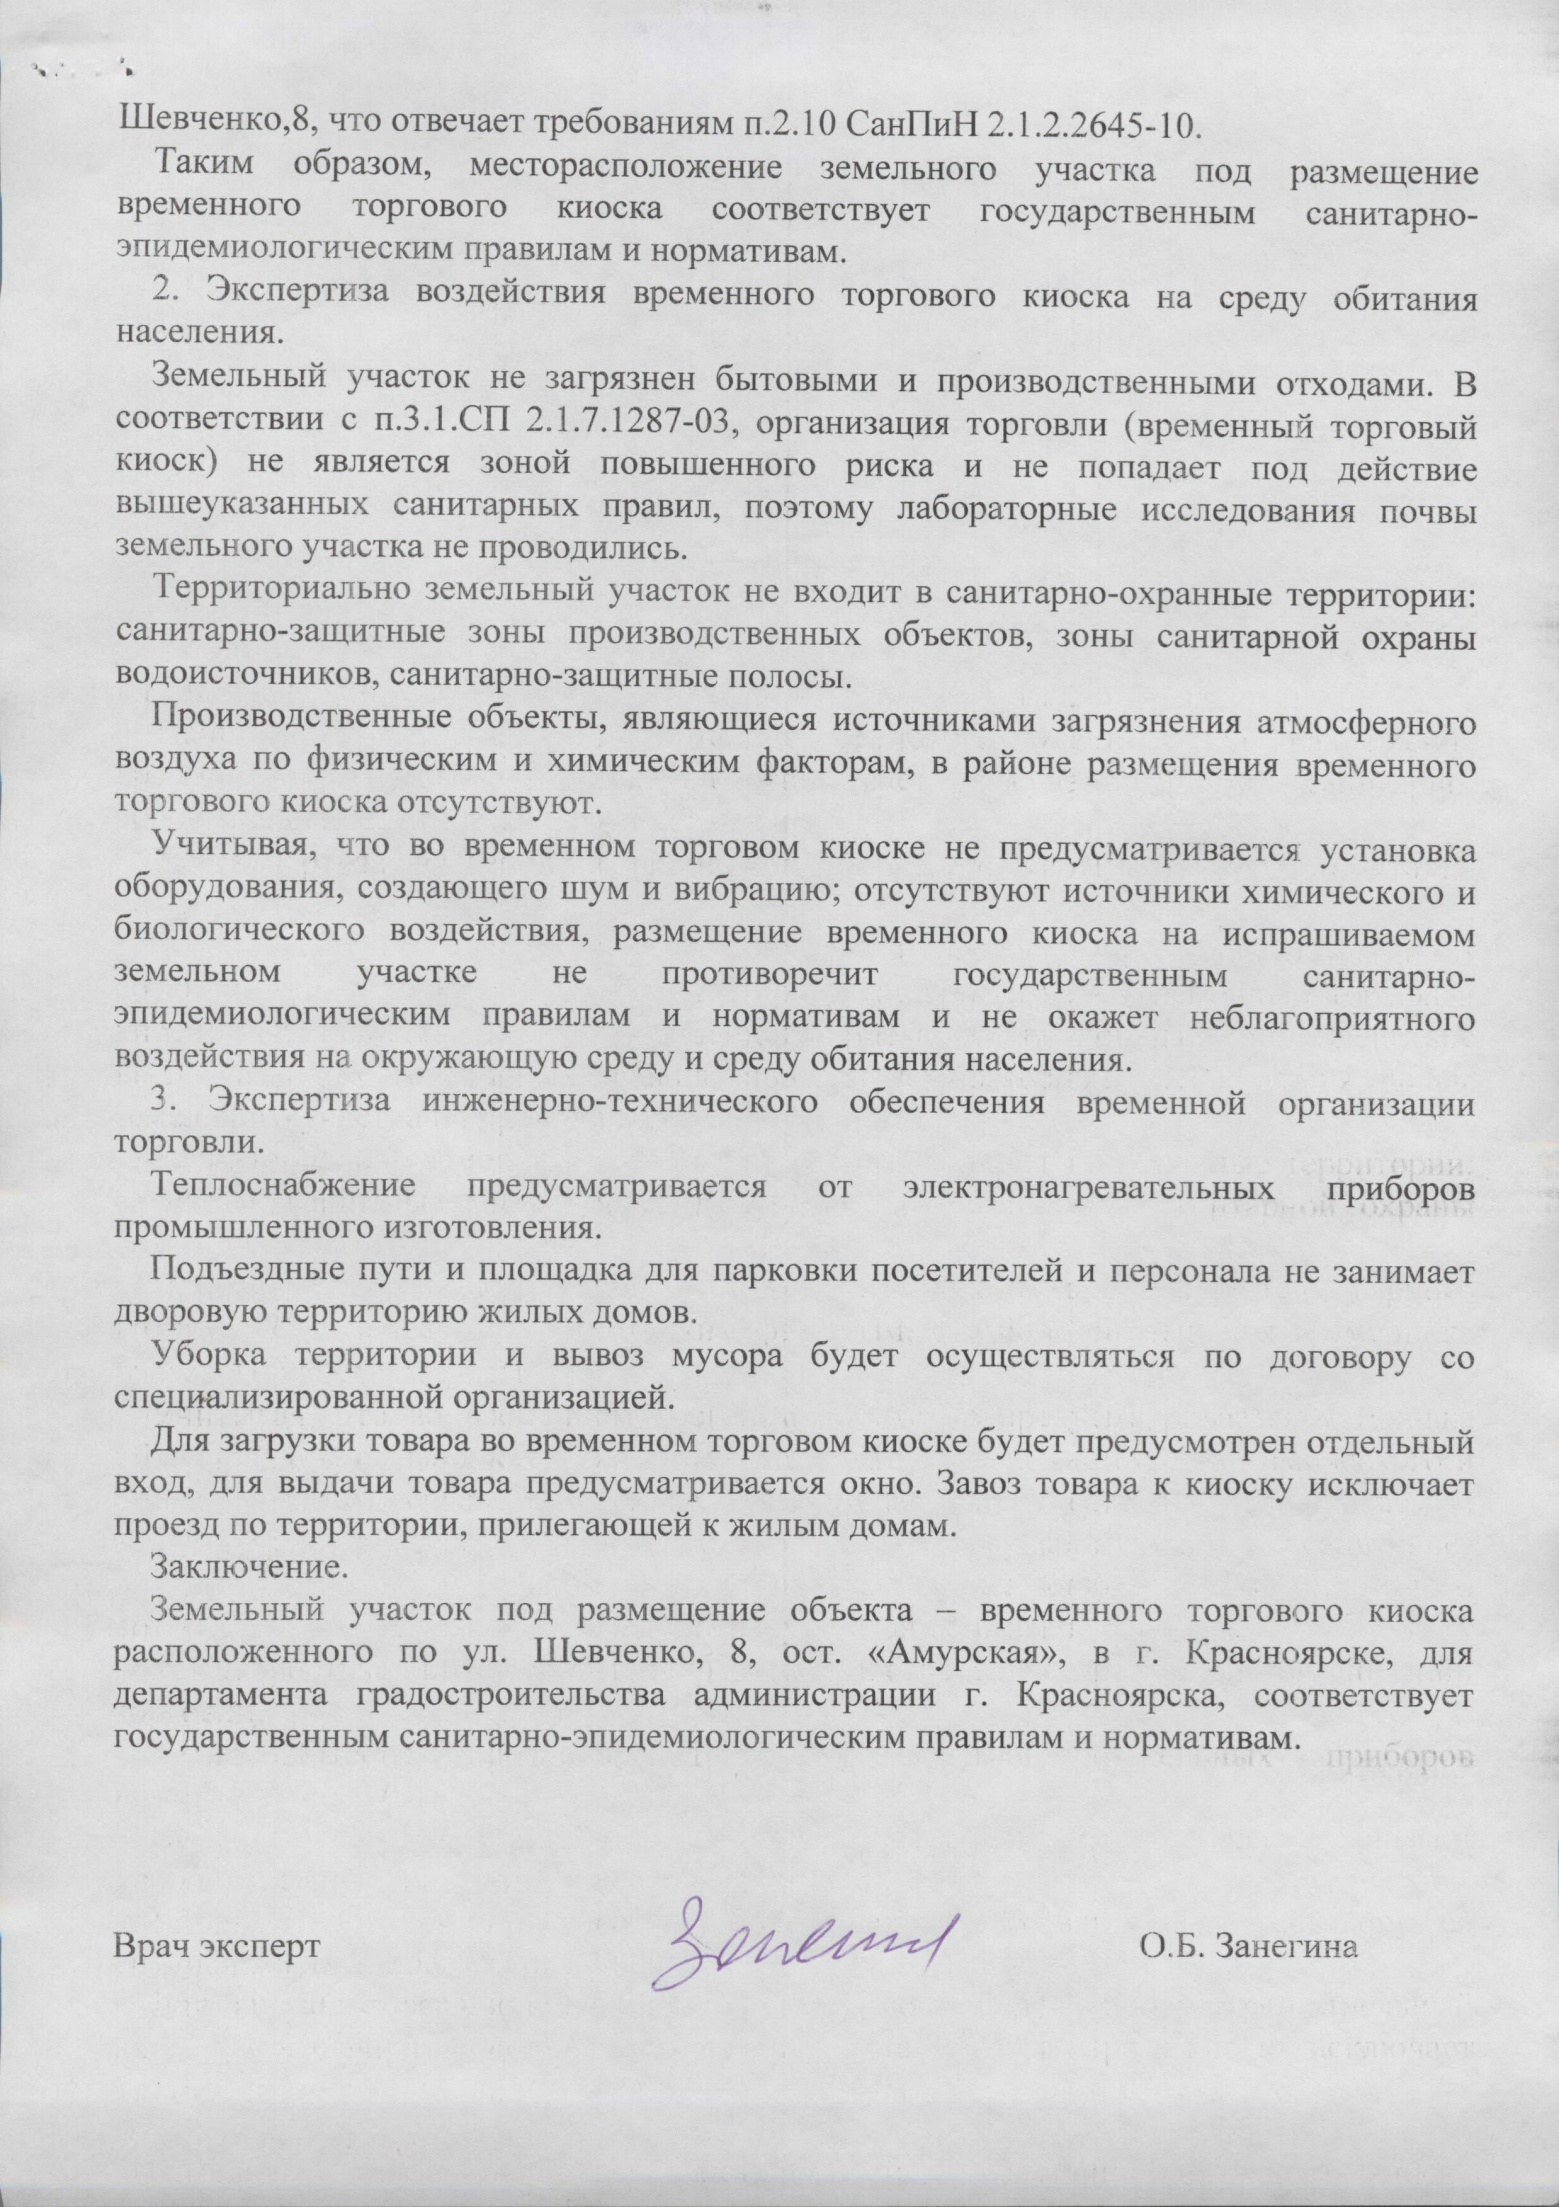 Шевченко,8, что отвечает требованиям п.2.10 СанПиН 2.1.2.2645-10.
Таким образом, месторасположение земельного участка под размещение
временного торгового киоска соответствует государственным санитарно-
эпидемиологическим правилам и нормативам.
2. Экспертиза воздействия временного торгового киоска на среду обитания
населения.
Земельный участок не загрязнен бытовыми и производственными отходами. В
соответствии с п.3.1.СП 2.1.7.1287-03, организация торговли (временный торговый
киоск) не является зоной повышенного риска и не попадает под действие
вышеуказанных санитарных правил, поэтому лабораторные исследования почвы
земельного участка не проводились.
Территориально земельный участок не входит в санитарно-охранные территории:
санитарно-защитные зоны производственных объектов, зоны санитарной охраны
водоисточников, санитарно-защитные полосы.
Производственные объекты, являющиеся источниками загрязнения атмосферного
воздуха по физическим и химическим факторам, в районе размещения временного
торгового киоска отсутствуют.
Учитывая, что во временном торговом киоске не предусматривается установка
оборудования, создающего шум и вибрацию; отсутствуют источники химического и
биологического воздействия, размещение временного киоска на испрашиваемом
земельном участке не противоречит государственным санитарно-
эпидемиологическим правилам и нормативам и не окажет неблагоприятного
воздействия на окружающую среду и среду обитания населения.
3. Экспертиза инженерно-технического обеспечения временной организации
торговли.
Теплоснабжение предусматривается от электронагревательных приборов
промышленного изготовления.
Подъездные пути и площадка для парковки посетителей и персонала не занимает
дворовую территорию жилых домов.
Уборка территории и вывоз мусора будет осуществляться по договору со
специализированной организацией.
Для загрузки товара во временном торговом киоске будет предусмотрен отдельный
вход, для выдачи товара предусматривается окно. Завоз товара к киоску исключает
проезд по территории, прилегающей к жилым домам.
Заключение.
Земельный участок под размещение объекта – временного торгового киоска
расположенного по ул. Шевченко, 8, ост. «Амурская», в г. Красноярске, для
департамента градостроительства администрации г. Красноярска, соответствует
государственным санитарно-эпидемиологическим правилам и нормативам.
Врач эксперт О.Б. Занегина